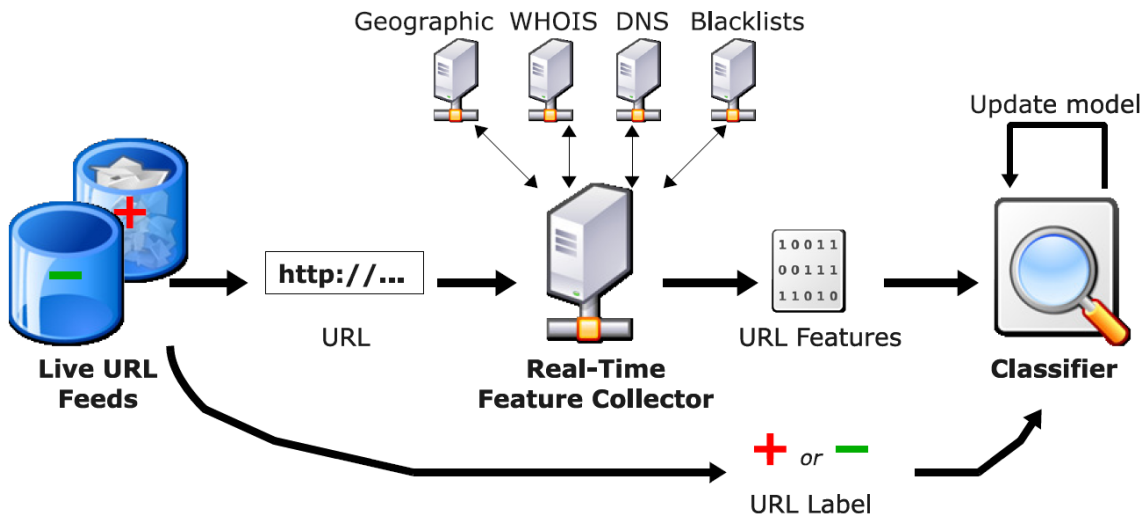 Geographic WHOIS DNS Blacklists
Update model
+
−
http://...
10011
00111
11010
URL
URL Features
Live URL
Feeds
Real-Time
Feature Collector
Classifier
+ or −
URL Label